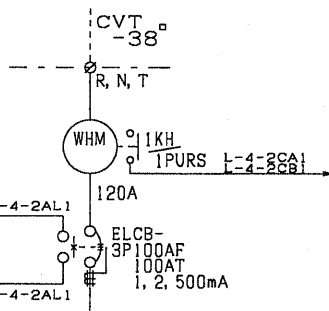 CVT
-38□
R, N, T
WHM
1KH
1PURS
L-4-2CA1
L-4-2CB1
120A
-4-2AL1
ELCB-
3P100AF
100AT
1, 2, 500mA
-4-2AL1